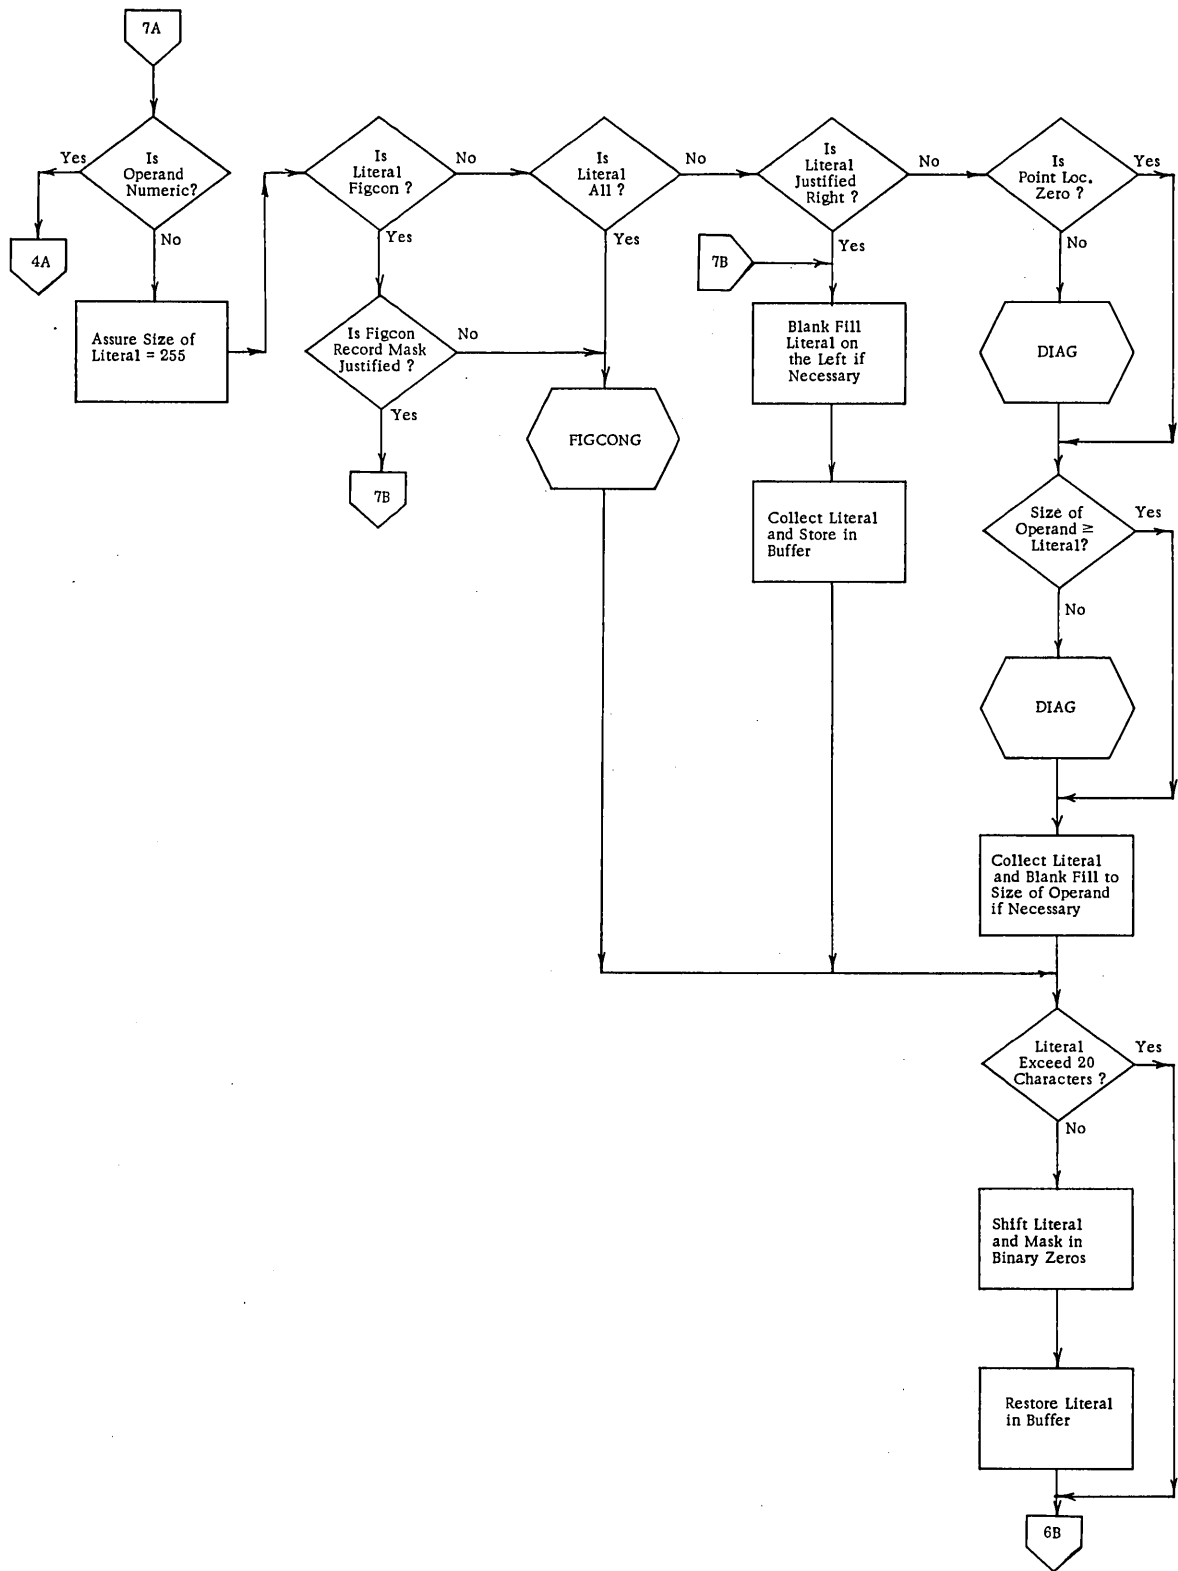 7A
Is
Operand
Numeric?
Yes
No
4A
Assure Size of
Literal = 255
Is
Literal
Figcon ?
No
Yes
Is Figcon
Record Mask
Justified ?
No
Yes
7B
Is
Literal
All ?
No
Yes
FIGCONG
Is
Literal
Justified
Right ?
No
Yes
7B
Blank Fill
Literal on
the Left if
Necessary
Collect Literal
and Store in
Buffer
Is
Point Loc.
Zero ?
Yes
No
DIAG
Size of
Operand ≧
Literal?
Yes
No
DIAG
Collect Literal
and Blank Fill to
Size of Operand
if Necessary
Literal
Exceed 20
Characters ?
Yes
No
Shift Literal
and Mask in
Binary Zeros
Restore Literal
in Buffer
6B